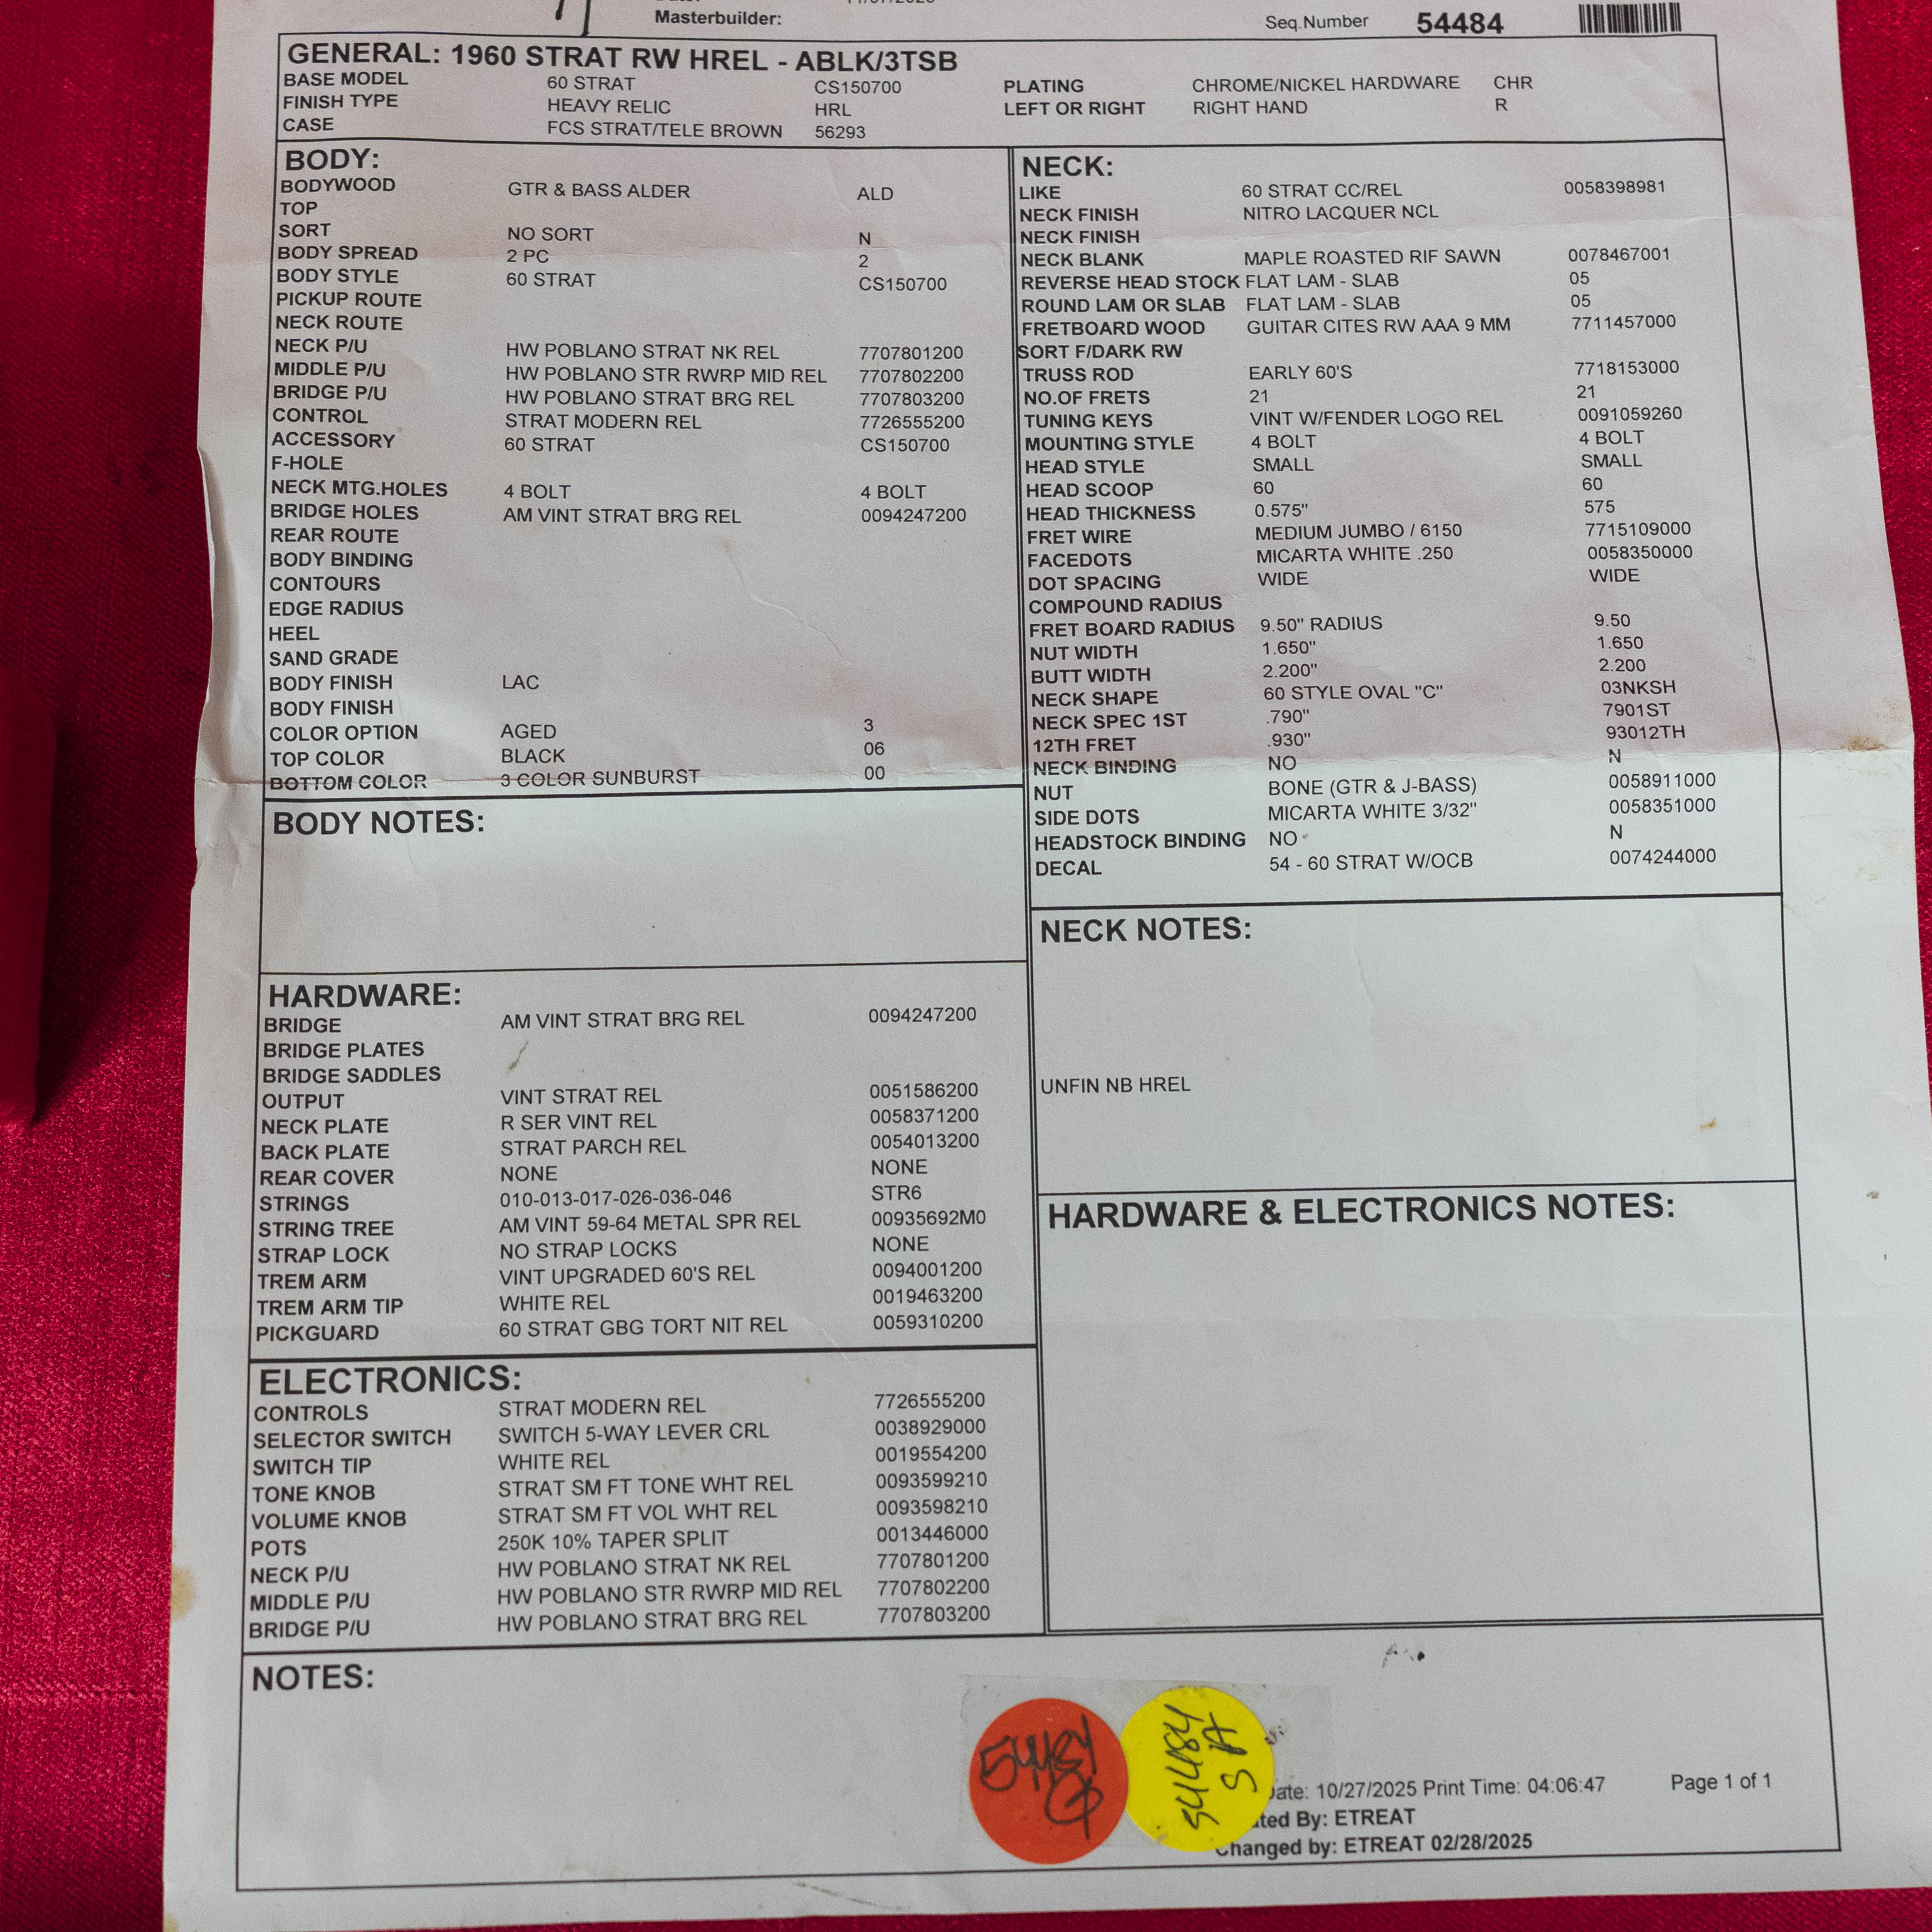 Masterbuilder:
Seq.Number 54484
GENERAL: 1960 STRAT RW HREL - ABLK/3TSB
BASE MODEL 60 STRAT CS150700 PLATING CHROME/NICKEL HARDWARE CHR
FINISH TYPE HEAVY RELIC HRL LEFT OR RIGHT RIGHT HAND R
CASE FCS STRAT/TELE BROWN 56293
BODY:
BODYWOOD GTR & BASS ALDER ALD
TOP
SORT NO SORT N
BODY SPREAD 2 PC 2
BODY STYLE 60 STRAT CS150700
PICKUP ROUTE
NECK ROUTE
NECK P/U HW POBLANO STRAT NK REL 7707801200
MIDDLE P/U HW POBLANO STR RWRP MID REL 7707802200
BRIDGE P/U HW POBLANO STRAT BRG REL 7707803200
CONTROL STRAT MODERN REL 7726555200
ACCESSORY 60 STRAT CS150700
F-HOLE
NECK MTG.HOLES 4 BOLT 4 BOLT
BRIDGE HOLES AM VINT STRAT BRG REL 0094247200
REAR ROUTE
BODY BINDING
CONTOURS
EDGE RADIUS
HEEL
SAND GRADE
BODY FINISH LAC
BODY FINISH
COLOR OPTION AGED 3
TOP COLOR BLACK 06
BOTTOM COLOR 3 COLOR SUNBURST 00
BODY NOTES:
HARDWARE:
BRIDGE AM VINT STRAT BRG REL 0094247200
BRIDGE PLATES
BRIDGE SADDLES
OUTPUT VINT STRAT REL 0051586200
NECK PLATE R SER VINT REL 0058371200
BACK PLATE STRAT PARCH REL 0054013200
REAR COVER NONE NONE
STRINGS 010-013-017-026-036-046 STR6
STRING TREE AM VINT 59-64 METAL SPR REL 00935692M0
STRAP LOCK NO STRAP LOCKS NONE
TREM ARM VINT UPGRADED 60'S REL 0094001200
TREM ARM TIP WHITE REL 0019463200
PICKGUARD 60 STRAT GBG TORT NIT REL 0059310200
ELECTRONICS:
CONTROLS STRAT MODERN REL 7726555200
SELECTOR SWITCH SWITCH 5-WAY LEVER CRL 0038929000
SWITCH TIP WHITE REL 0019554200
TONE KNOB STRAT SM FT TONE WHT REL 0093599210
VOLUME KNOB STRAT SM FT VOL WHT REL 0093598210
POTS 250K 10% TAPER SPLIT 0013446000
NECK P/U HW POBLANO STRAT NK REL 7707801200
MIDDLE P/U HW POBLANO STR RWRP MID REL 7707802200
BRIDGE P/U HW POBLANO STRAT BRG REL 7707803200
NECK:
LIKE 60 STRAT CC/REL 0058398981
NECK FINISH NITRO LACQUER NCL
NECK FINISH
NECK BLANK MAPLE ROASTED RIF SAWN 0078467001
REVERSE HEAD STOCK FLAT LAM - SLAB 05
ROUND LAM OR SLAB FLAT LAM - SLAB 05
FRETBOARD WOOD GUITAR CITES RW AAA 9 MM 7711457000
SORT F/DARK RW
TRUSS ROD EARLY 60'S 7718153000
NO.OF FRETS 21 21
TUNING KEYS VINT W/FENDER LOGO REL 0091059260
MOUNTING STYLE 4 BOLT 4 BOLT
HEAD STYLE SMALL SMALL
HEAD SCOOP 60 60
HEAD THICKNESS 0.575" 575
FRET WIRE MEDIUM JUMBO / 6150 7715109000
FACEDOTS MICARTA WHITE .250 0058350000
DOT SPACING WIDE WIDE
COMPOUND RADIUS
FRET BOARD RADIUS 9.50" RADIUS 9.50
NUT WIDTH 1.650" 1.650
BUTT WIDTH 2.200" 2.200
NECK SHAPE 60 STYLE OVAL "C" 03NKSH
NECK SPEC 1ST .790" 7901ST
12TH FRET .930" 93012TH
NECK BINDING NO N
NUT BONE (GTR & J-BASS) 0058911000
SIDE DOTS MICARTA WHITE 3/32" 0058351000
HEADSTOCK BINDING NO N
DECAL 54 - 60 STRAT W/OCB 0074244000
NECK NOTES:
UNFIN NB HREL
HARDWARE & ELECTRONICS NOTES:
NOTES:
54484
54484
S A
Date: 10/27/2025 Print Time: 04:06:47 Page 1 of 1
By: ETREAT
Changed by: ETREAT 02/28/2025